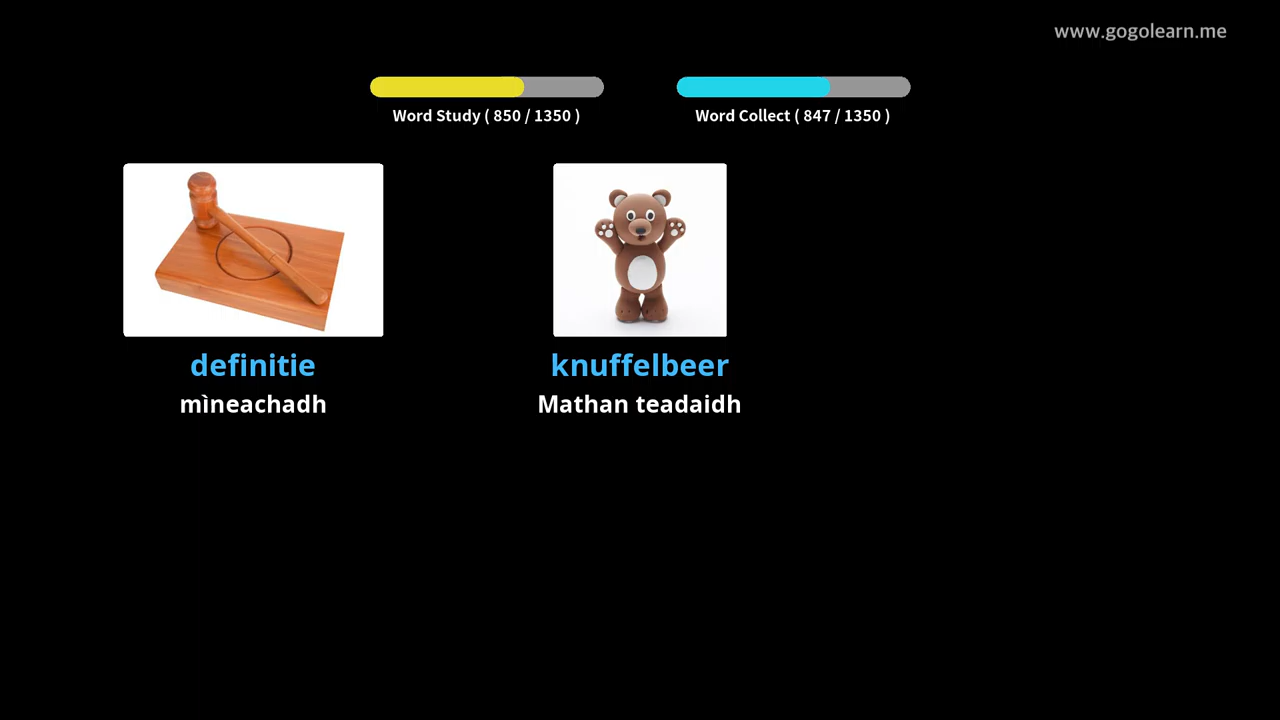 www.gogolearn.me
Word Study ( 850 / 1350 )
Word Collect ( 847 / 1350 )
definitie
mìneachadh
knuffelbeer
Mathan teadaidh